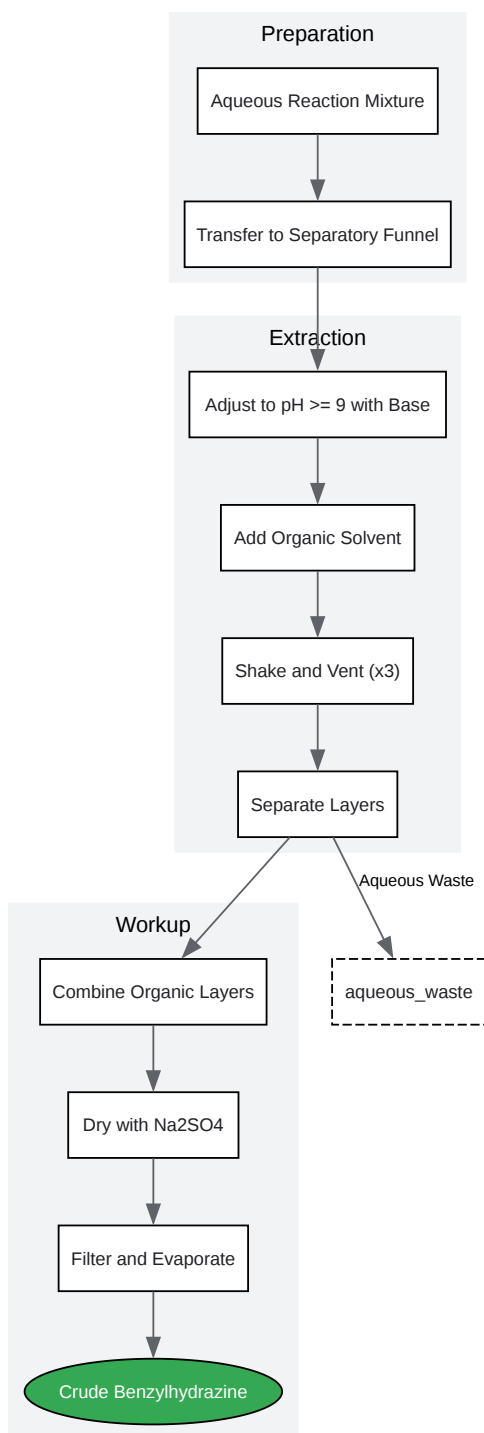 Preparation
Aqueous Reaction Mixture
Transfer to Separatory Funnel
Extraction
Adjust to pH >= 9 with Base
Add Organic Solvent
Shake and Vent (x3)
Separate Layers
Aqueous Waste
Workup
Combine Organic Layers
aqueous_waste
Dry with Na2SO4
Filter and Evaporate
Crude Benzylhydrazine